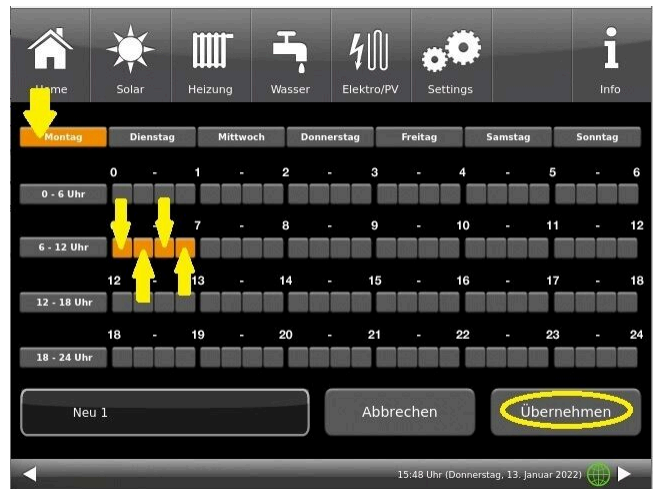 Home Solar Heizung Wasser Elektro/PV Settings Info
Montag Dienstag Mittwoch Donnerstag Freitag Samstag Sonntag
0 - 1 - 2 - 3 - 4 - 5 - 6
0 - 6 Uhr
7 - 8 - 9 - 10 - 11 - 12
6 - 12 Uhr
12 - 13 - 14 - 15 - 16 - 17 - 18
12 - 18 Uhr
18 - 19 - 20 - 21 - 22 - 23 - 24
18 - 24 Uhr
Neu 1 Abbrechen Übernehmen
15:48 Uhr (Donnerstag, 13. Januar 2022)